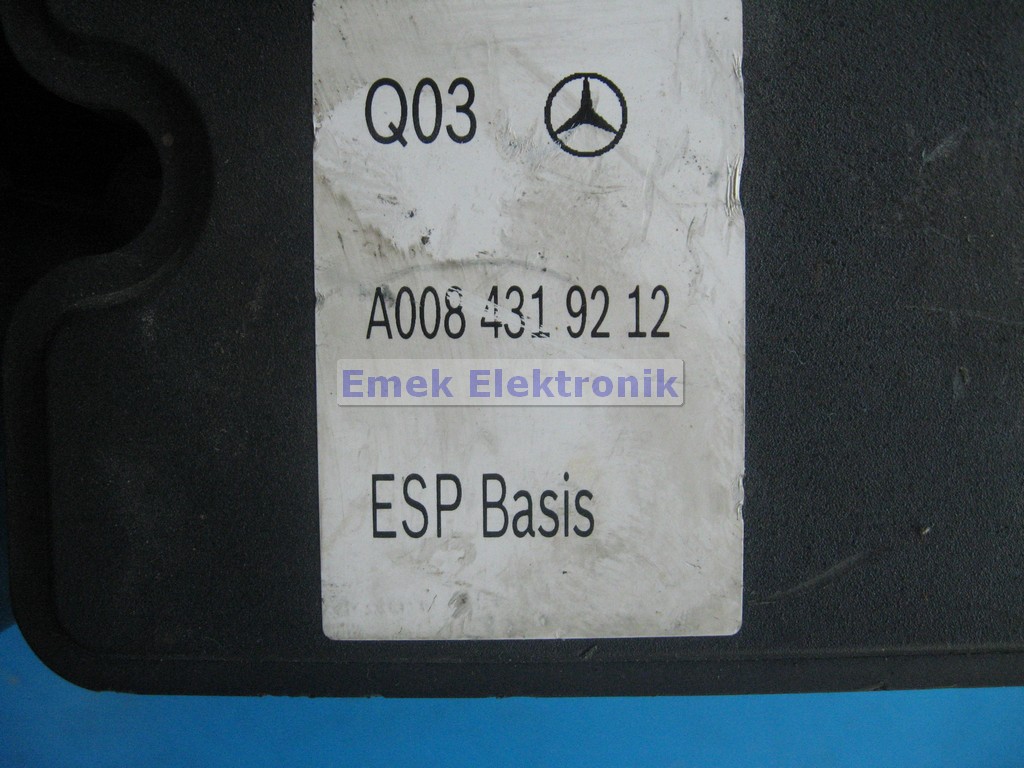 Q03
A008 431 92 12
Emek Elektronik
ESP Basis